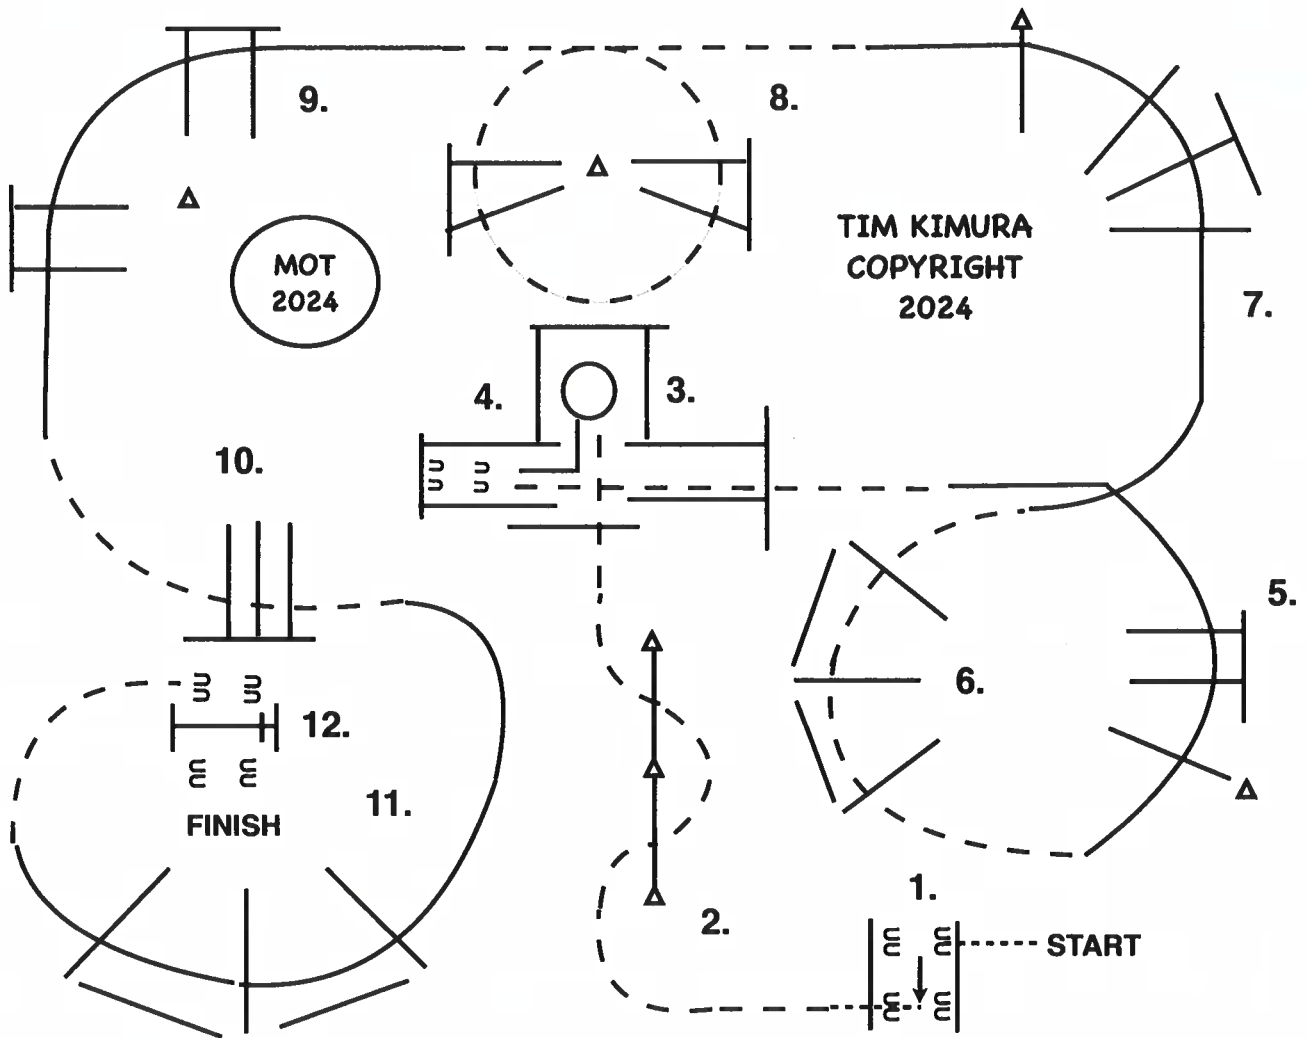 9.
8.
MOT
2024
TIM KIMURA
COPYRIGHT
2024
7.
4.
3.
10.
5.
6.
12.
11.
FINISH
1.
2.
START